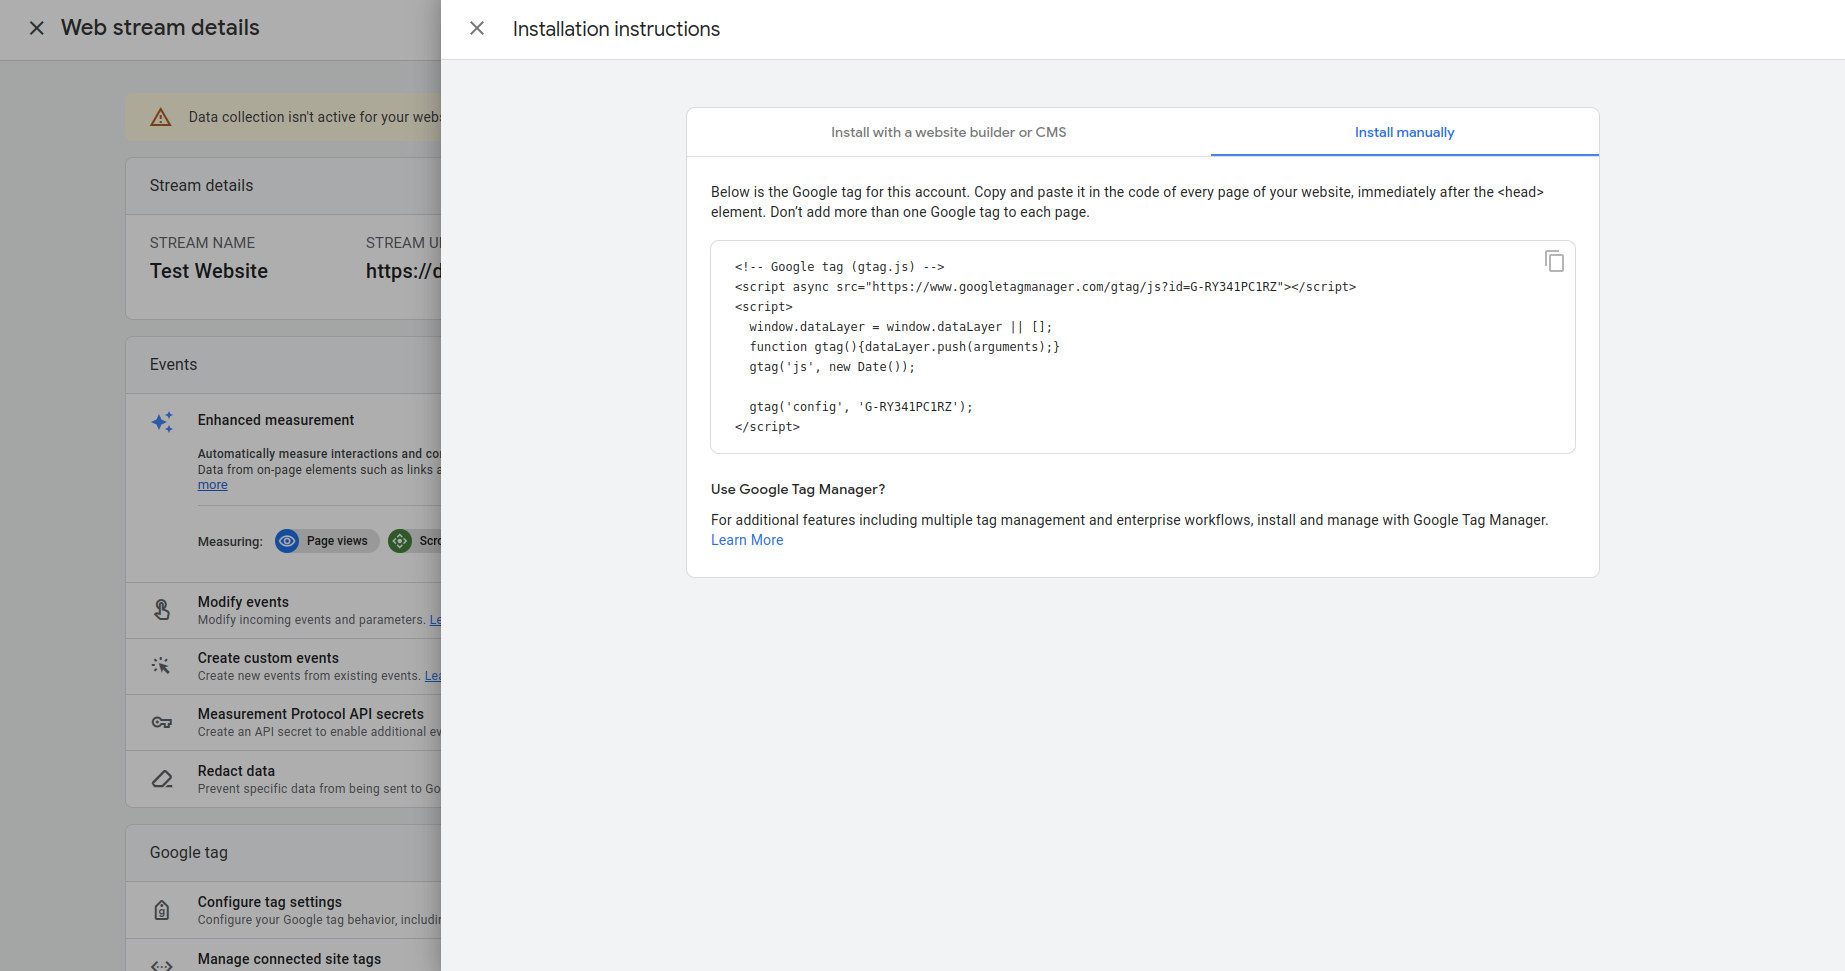 Web stream details
Data collection isn't active for your
Stream details
STREAM NAME
Test Website
STREAM
https://d
Events
Enhanced measurement
Automatically measure interactions and
Data from on-page elements such as links
more
Measuring:
Page views
Modify events
Modify incoming events and parameters.
Create custom events
Create new events from existing events.
Measurement Protocol API secrets
Create an API secret to enable additional
Redact data
Prevent specific data from being sent to
Google tag
Configure tag settings
Configure your Google tag behavior,
Manage connected site tags
Installation instructions
Install with a website builder or CMS
Install manually
Below is the Google tag for this account. Copy and paste it in the code of every page of your website, immediately after the <head>
element. Don’t add more than one Google tag to each page.
<!-- Google tag (gtag.js) -->
<script async src="https://www.googletagmanager.com/gtag/js?id=G-RY341PC1RZ"></script>
<script>
window.dataLayer = window.dataLayer || [];
function gtag(){dataLayer.push(arguments);}
gtag('js', new Date());
gtag('config', 'G-RY341PC1RZ');
</script>
Use Google Tag Manager?
For additional features including multiple tag management and enterprise workflows, install and manage with Google Tag Manager.
Learn More